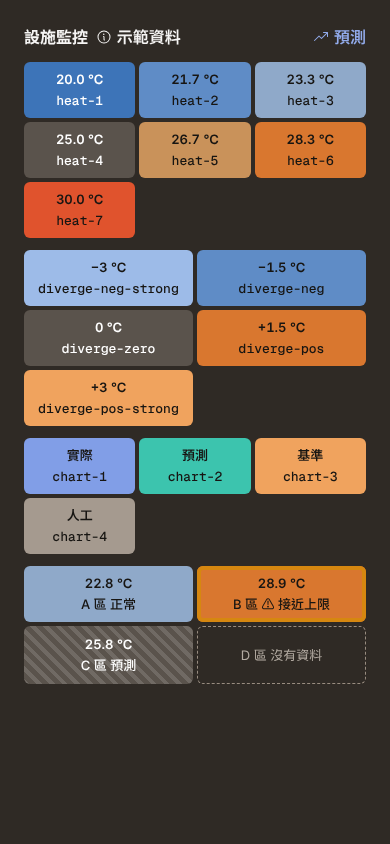 設施監控 ⓘ 示範資料
預測
20.0 °C
heat-1
21.7 °C
heat-2
23.3 °C
heat-3
25.0 °C
heat-4
26.7 °C
heat-5
28.3 °C
heat-6
30.0 °C
heat-7
−3 °C
diverge-neg-strong
−1.5 °C
diverge-neg
0 °C
diverge-zero
+1.5 °C
diverge-pos
+3 °C
diverge-pos-strong
實際
chart-1
預測
chart-2
基準
chart-3
人工
chart-4
22.8 °C
A 區 正常
28.9 °C
B 區 ⚠ 接近上限
25.8 °C
C 區 預測
D 區 沒有資料